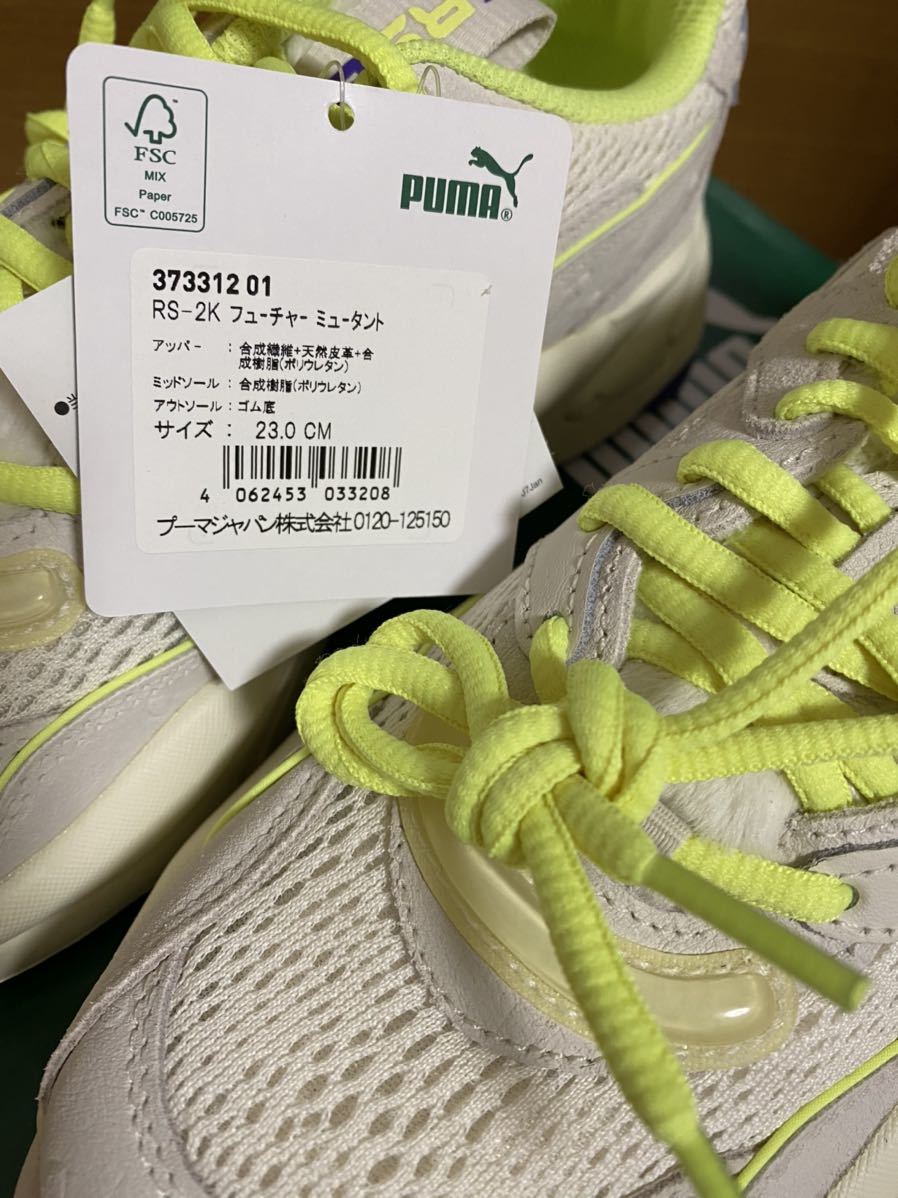 FSC™
MIX
Paper
FSC™ C005725
PUMA®
373312 01
RS-2K フューチャー ミュータント
アッパー : 合成繊維+天然皮革+合
成樹脂(ポリウレタン)
ミッドソール : 合成樹脂(ポリウレタン)
アウトソール : ゴム底
サイズ : 23.0 CM
4 062453 033208
プーマジャパン株式会社 0120-125150
J7Jan